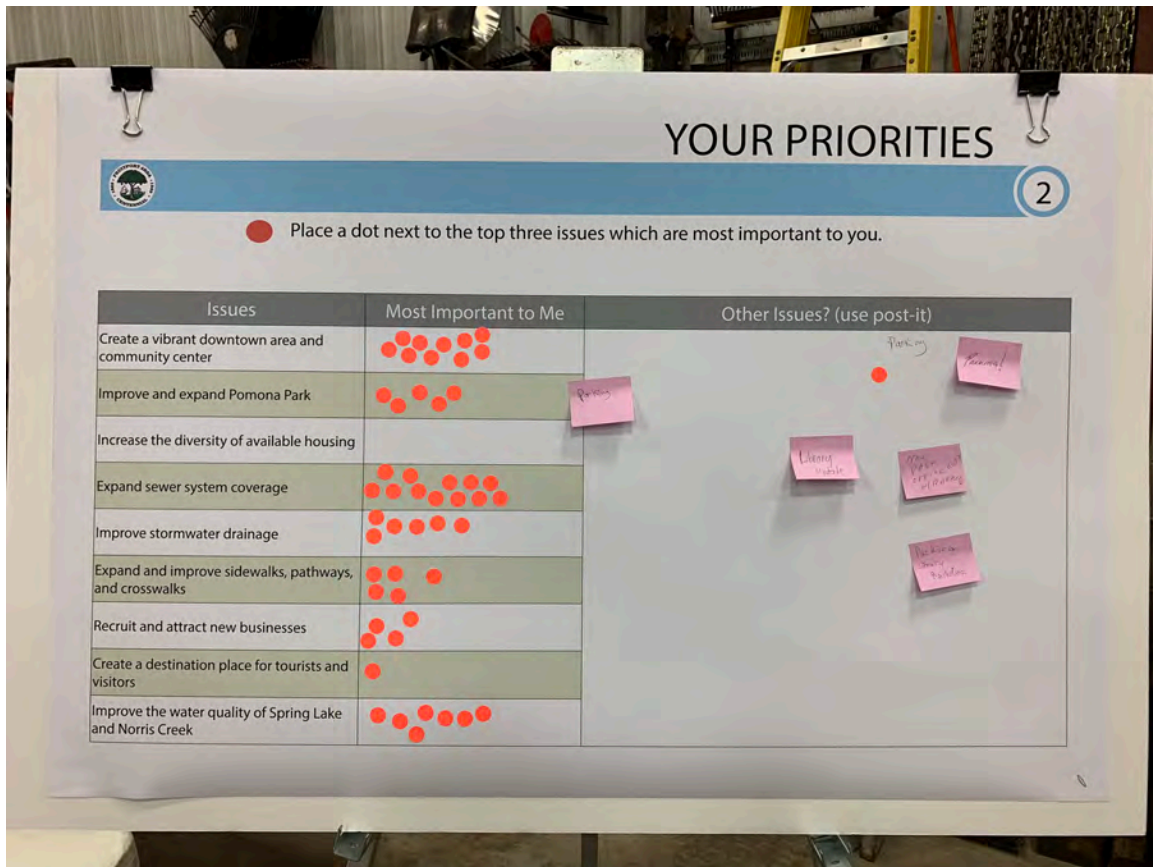 YOUR PRIORITIES
2
Place a dot next to the top three issues which are most important to you.
Issues
Most Important to Me
Other Issues? (use post-it)
Create a vibrant downtown area and
community center
Improve and expand Pomona Park
Increase the diversity of available housing
Expand sewer system coverage
Improve stormwater drainage
Expand and improve sidewalks, pathways,
and crosswalks
Recruit and attract new businesses
Create a destination place for tourists and
visitors
Improve the water quality of Spring Lake
and Norris Creek
Parking
Parking
Parking!
Library